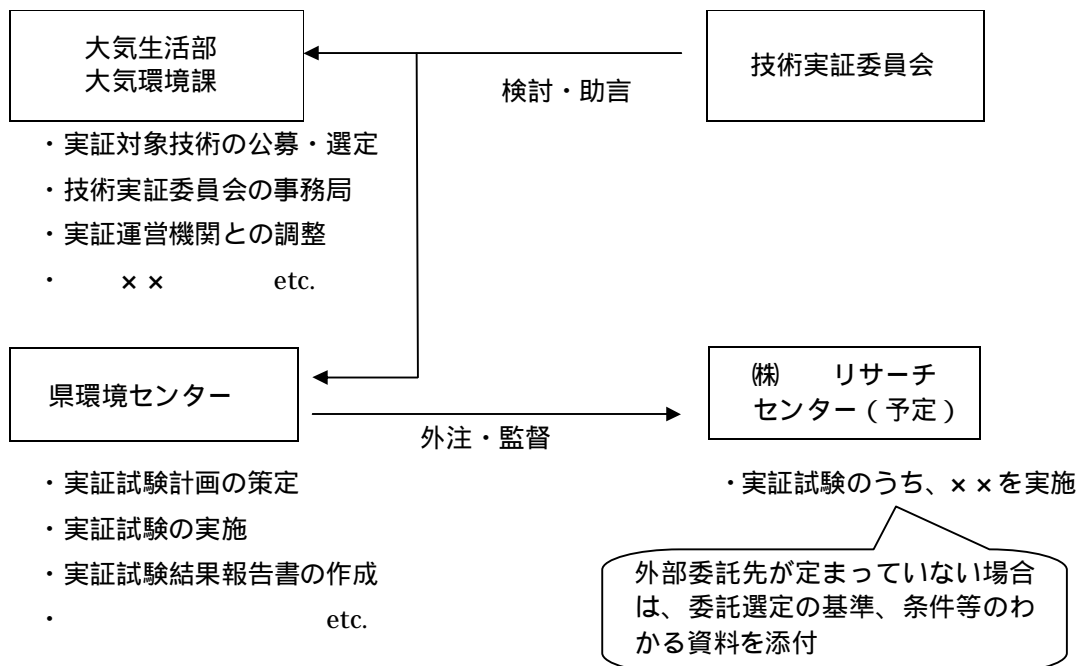 大気生活部
大気環境課
技術実証委員会
検討・助言
・実証対象技術の公募・選定
・技術実証委員会の事務局
・実証運営機関との調整
・　　××　　　etc.
県環境センター
㈱　　リサーチ
センター（予定）
外注・監督
・実証試験計画の策定
・実証試験の実施
・実証試験結果報告書の作成
・　　　　　　etc.
・実証試験のうち、××を実施
外部委託先が定まっていない場合
は、委託選定の基準、条件等のわ
かる資料を添付